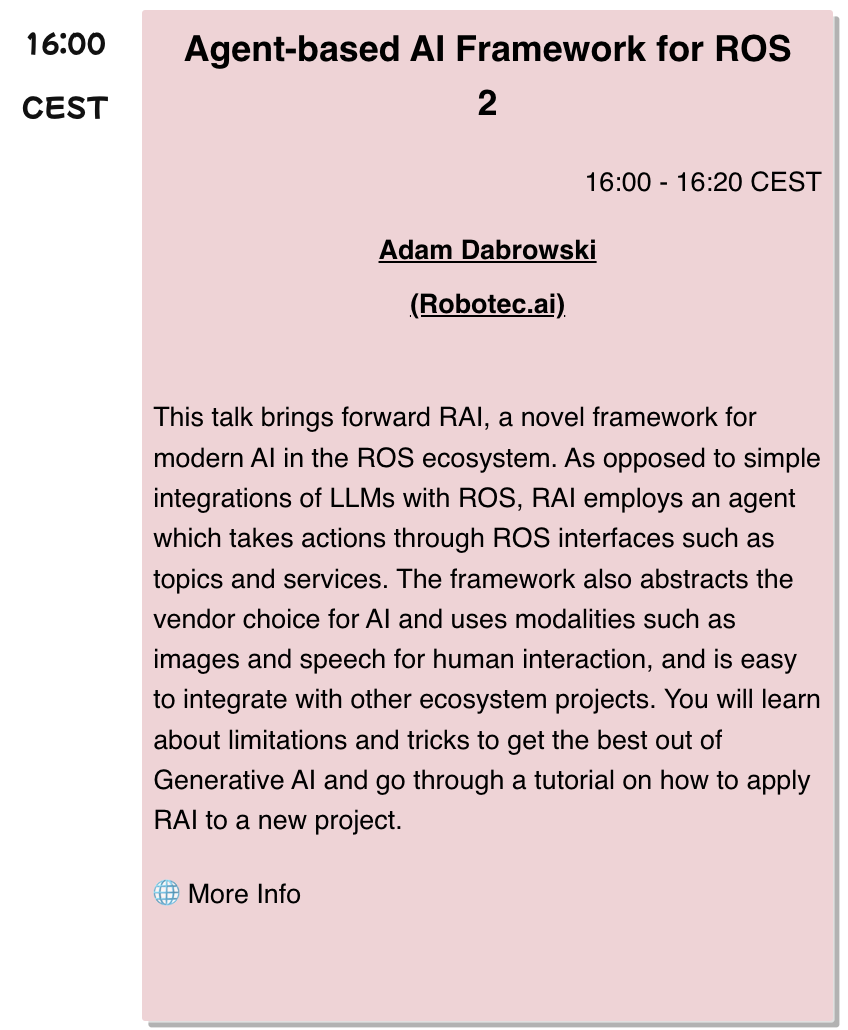 16:00
CEST
Agent-based AI Framework for ROS
2
16:00 - 16:20 CEST
Adam Dabrowski
(Robotec.ai)
This talk brings forward RAI, a novel framework for
modern AI in the ROS ecosystem. As opposed to simple
integrations of LLMs with ROS, RAI employs an agent
which takes actions through ROS interfaces such as
topics and services. The framework also abstracts the
vendor choice for AI and uses modalities such as
images and speech for human interaction, and is easy
to integrate with other ecosystem projects. You will learn
about limitations and tricks to get the best out of
Generative AI and go through a tutorial on how to apply
RAI to a new project.
🌐 More Info